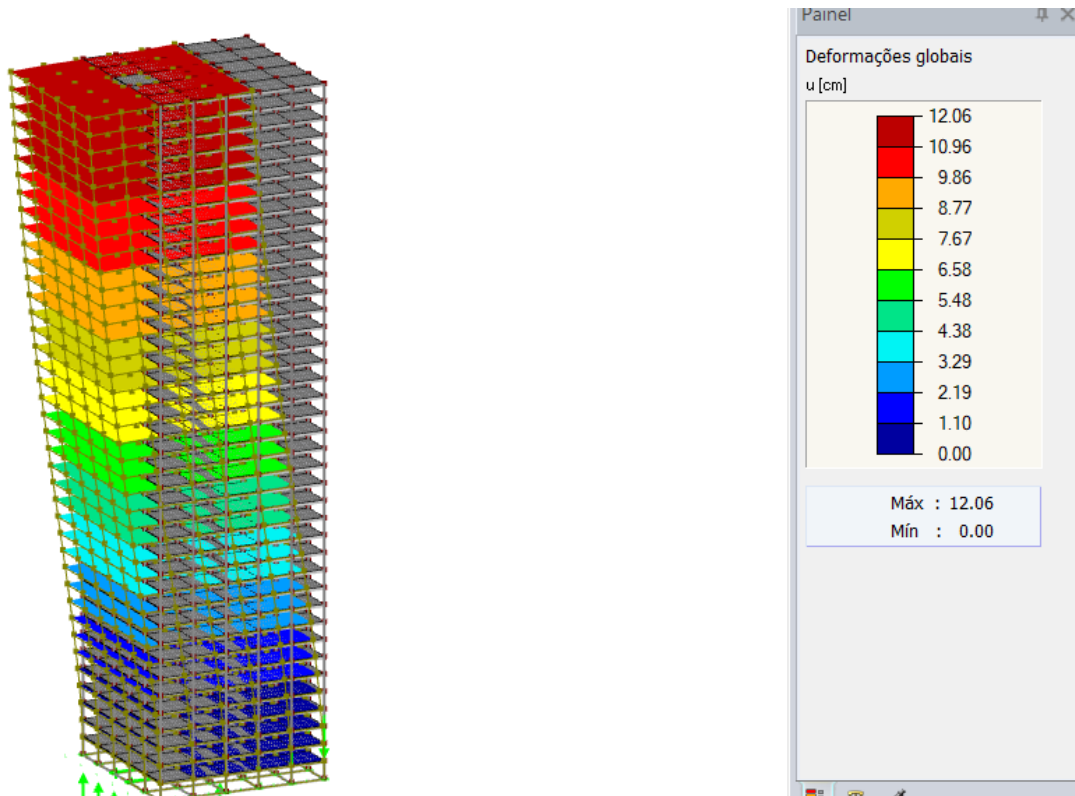 Painel
Deformações globais
u [cm]
12.06
10.96
9.86
8.77
7.67
6.58
5.48
4.38
3.29
2.19
1.10
0.00
Máx : 12.06
Mín : 0.00